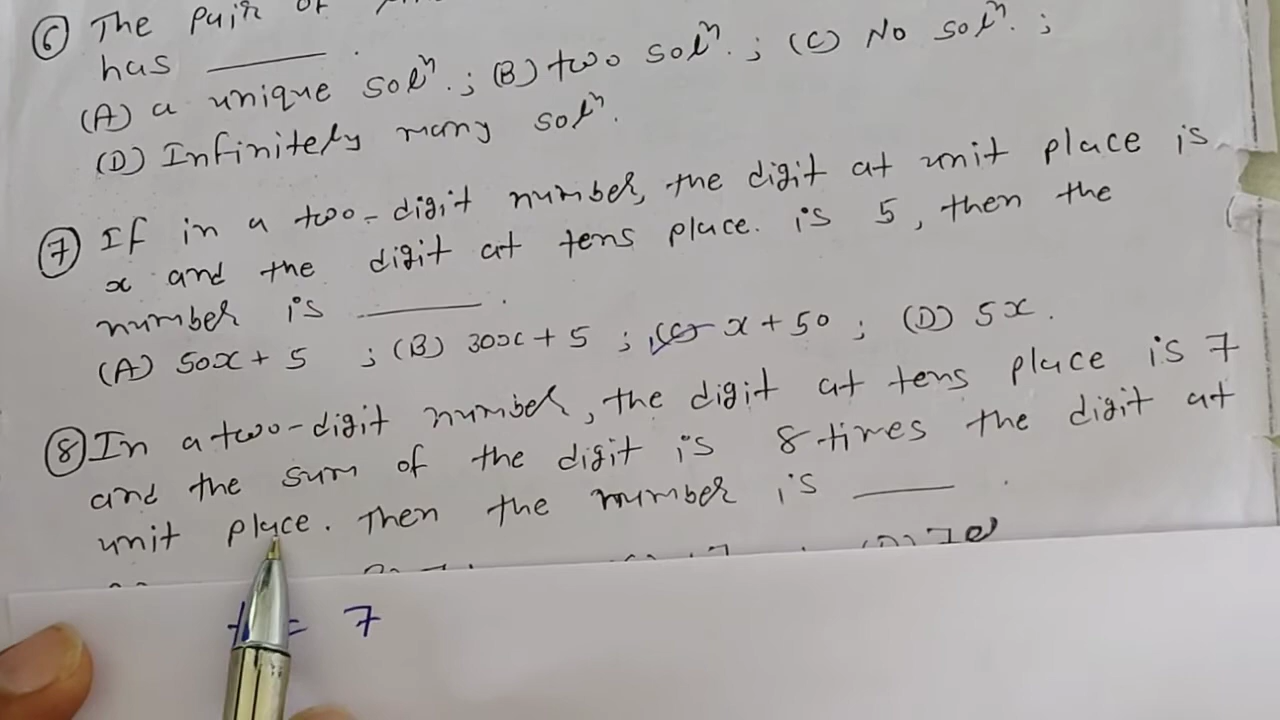 ⑥ The pair of
has ______ .
(A) a unique solⁿ. ; (B) two solⁿ. ; (C) No solⁿ. ;
(D) Infinitely many solⁿ.
⑦ If in a two-digit number, the digit at unit place is
x and the digit at tens place. is 5, then the
number is ______ .
(A) 50x + 5 ; (B) 30x + 5 ; (C) x + 50 ; (D) 5x .
⑧ In a two-digit number, the digit at tens place is 7
and the sum of the digit is 8 times the digit at
unit place. Then the number is ______ .
= 7